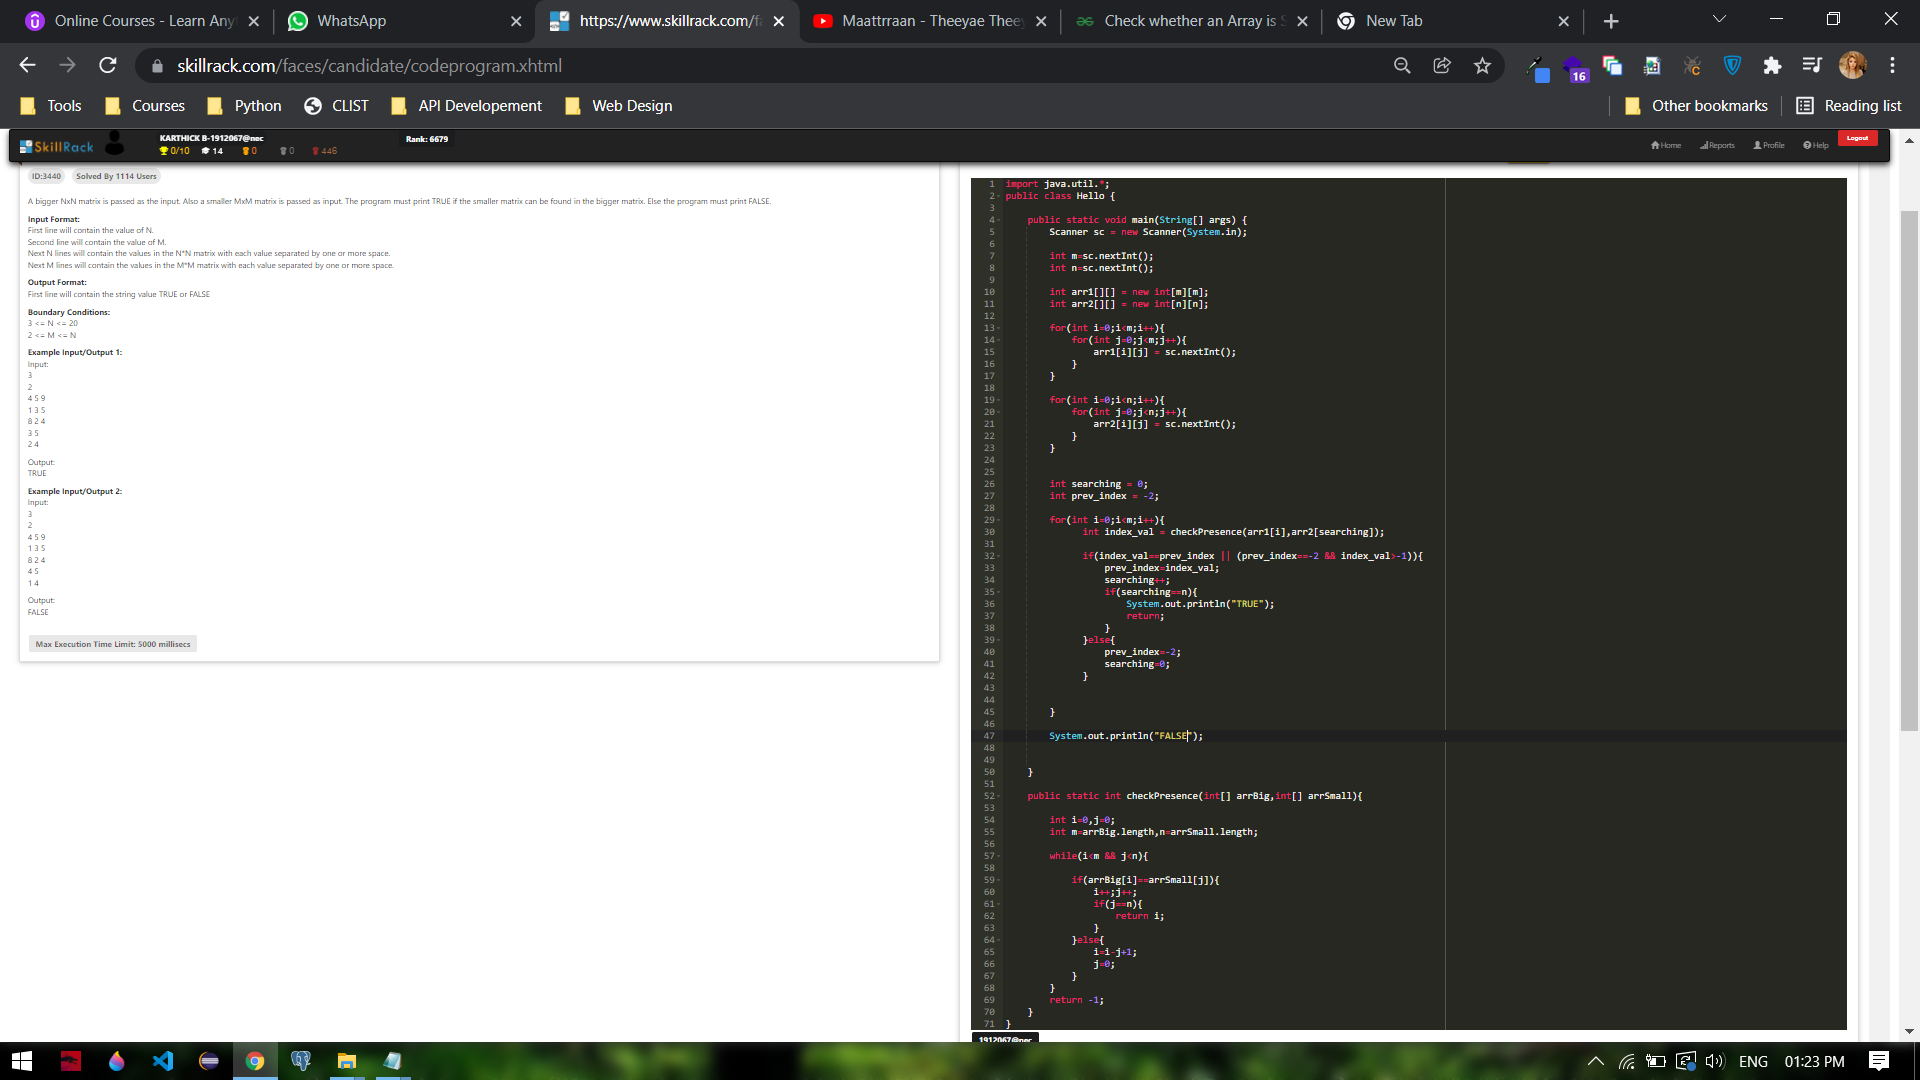 Online Courses - Learn Any
WhatsApp
https://www.skillrack.com/fa
Maattrraan - Theeyae Theey
Check whether an Array is S
New Tab
skillrack.com/faces/candidate/codeprogram.xhtml
16
Tools
Courses
Python
CLIST
API Developement
Web Design
Other bookmarks
Reading list
SkillRack
KARTHICK B-1912067@nec
0/10 14 0 0 446
Rank: 6679
Home
Reports
Profile
Help
Logout
ID:3440 Solved By 1114 Users
A bigger NxN matrix is passed as the input. Also a smaller MxM matrix is passed as input. The program must print TRUE if the smaller matrix can be found in the bigger matrix. Else the program must print FALSE.
Input Format:
First line will contain the value of N.
Second line will contain the value of M.
Next N lines will contain the values in the N*N matrix with each value separated by one or more space.
Next M lines will contain the values in the M*M matrix with each value separated by one or more space.
Output Format:
First line will contain the string value TRUE or FALSE
Boundary Conditions:
3 <= N <= 20
2 <= M <= N
Example Input/Output 1:
Input:
3
2
4 5 9
1 3 5
8 2 4
3 5
2 4
Output:
TRUE
Example Input/Output 2:
Input:
3
2
4 5 9
1 3 5
8 2 4
4 5
1 4
Output:
FALSE
Max Execution Time Limit: 5000 millisecs
1 import java.util.*;
2 public class Hello {
3
4 public static void main(String[] args) {
5 Scanner sc = new Scanner(System.in);
6
7 int m=sc.nextInt();
8 int n=sc.nextInt();
9
10 int arr1[][] = new int[m][m];
11 int arr2[][] = new int[n][n];
12
13 for(int i=0;i<m;i++){
14 for(int j=0;j<m;j++){
15 arr1[i][j] = sc.nextInt();
16 }
17 }
18
19 for(int i=0;i<n;i++){
20 for(int j=0;j<n;j++){
21 arr2[i][j] = sc.nextInt();
22 }
23 }
24
25
26 int searching = 0;
27 int prev_index = -2;
28
29 for(int i=0;i<m;i++){
30 int index_val = checkPresence(arr1[i],arr2[searching]);
31
32 if(index_val==prev_index || (prev_index==-2 && index_val>-1)){
33 prev_index=index_val;
34 searching++;
35 if(searching==n){
36 System.out.println("TRUE");
37 return;
38 }
39 }else{
40 prev_index=-2;
41 searching=0;
42 }
43
44
45 }
46
47 System.out.println("FALSE");
48
49
50 }
51
52 public static int checkPresence(int[] arrBig,int[] arrSmall){
53
54 int i=0,j=0;
55 int m=arrBig.length,n=arrSmall.length;
56
57 while(i<m && j<n){
58
59 if(arrBig[i]==arrSmall[j]){
60 i++;j++;
61 if(j==n){
62 return i;
63 }
64 }else{
65 i=i-j+1;
66 j=0;
67 }
68 }
69 return -1;
70 }
71 }
1912067@nec
ENG
01:23 PM